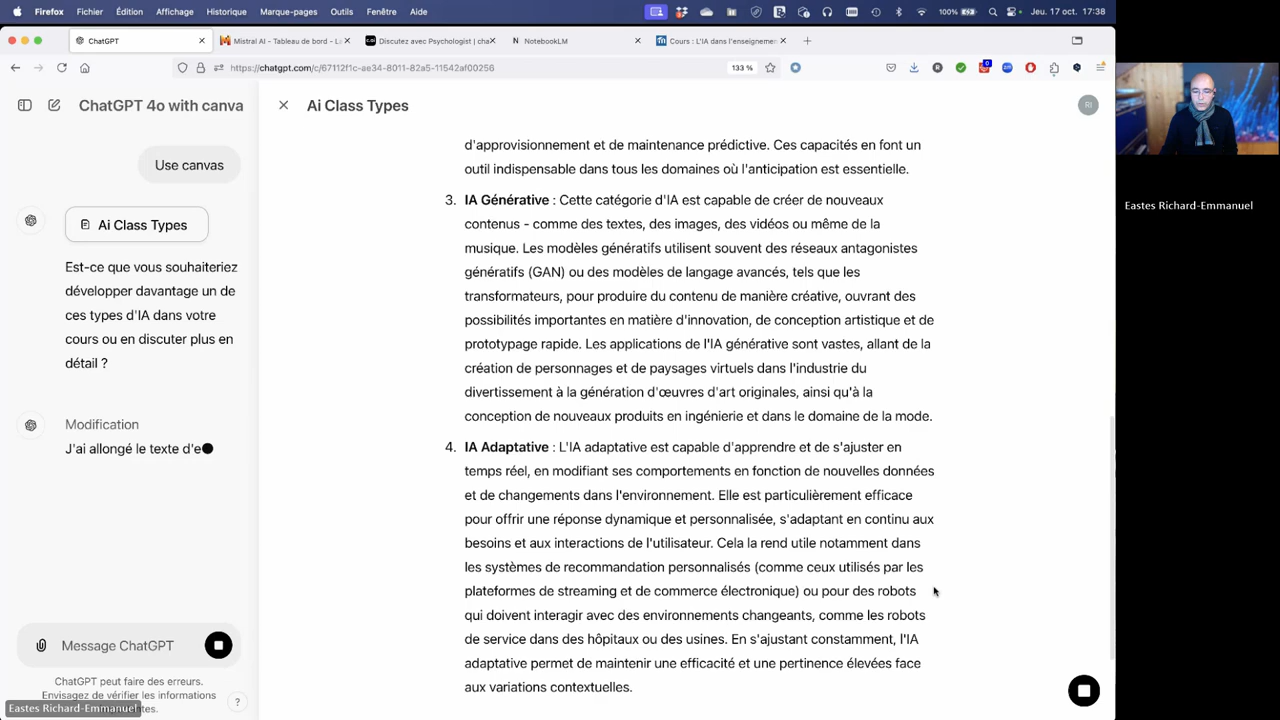 Firefox Fichier Édition Affichage Historique Marque-pages Outils Fenêtre Aide 100% Jeu. 17 oct. 17:38
ChatGPT Mistral AI - Tableau de bord - L Discutez avec Psychologist | cha NotebookLM Cours : L'IA dans l'enseigneme
https://chatgpt.com/c/67112f1c-ae34-8011-82a5-11542af00256 133 %
ChatGPT 4o with canva
Ai Class Types
RI
Use canvas
Ai Class Types
Est-ce que vous souhaiteriez
développer davantage un de
ces types d'IA dans votre
cours ou en discuter plus en
détail ?
Modification
J'ai allongé le texte d'e
Message ChatGPT
ChatGPT peut faire des erreurs.
Envisagez de vérifier les informations
ntes.
?
Eastes Richard-Emmanuel
d'approvisionnement et de maintenance prédictive. Ces capacités en font un
outil indispensable dans tous les domaines où l'anticipation est essentielle.
3. IA Générative : Cette catégorie d'IA est capable de créer de nouveaux
contenus - comme des textes, des images, des vidéos ou même de la
musique. Les modèles génératifs utilisent souvent des réseaux antagonistes
génératifs (GAN) ou des modèles de langage avancés, tels que les
transformateurs, pour produire du contenu de manière créative, ouvrant des
possibilités importantes en matière d'innovation, de conception artistique et de
prototypage rapide. Les applications de l'IA générative sont vastes, allant de la
création de personnages et de paysages virtuels dans l'industrie du
divertissement à la génération d'œuvres d'art originales, ainsi qu'à la
conception de nouveaux produits en ingénierie et dans le domaine de la mode.
4. IA Adaptative : L'IA adaptative est capable d'apprendre et de s'ajuster en
temps réel, en modifiant ses comportements en fonction de nouvelles données
et de changements dans l'environnement. Elle est particulièrement efficace
pour offrir une réponse dynamique et personnalisée, s'adaptant en continu aux
besoins et aux interactions de l'utilisateur. Cela la rend utile notamment dans
les systèmes de recommandation personnalisés (comme ceux utilisés par les
plateformes de streaming et de commerce électronique) ou pour des robots
qui doivent interagir avec des environnements changeants, comme les robots
de service dans des hôpitaux ou des usines. En s'ajustant constamment, l'IA
adaptative permet de maintenir une efficacité et une pertinence élevées face
aux variations contextuelles.
Eastes Richard-Emmanuel